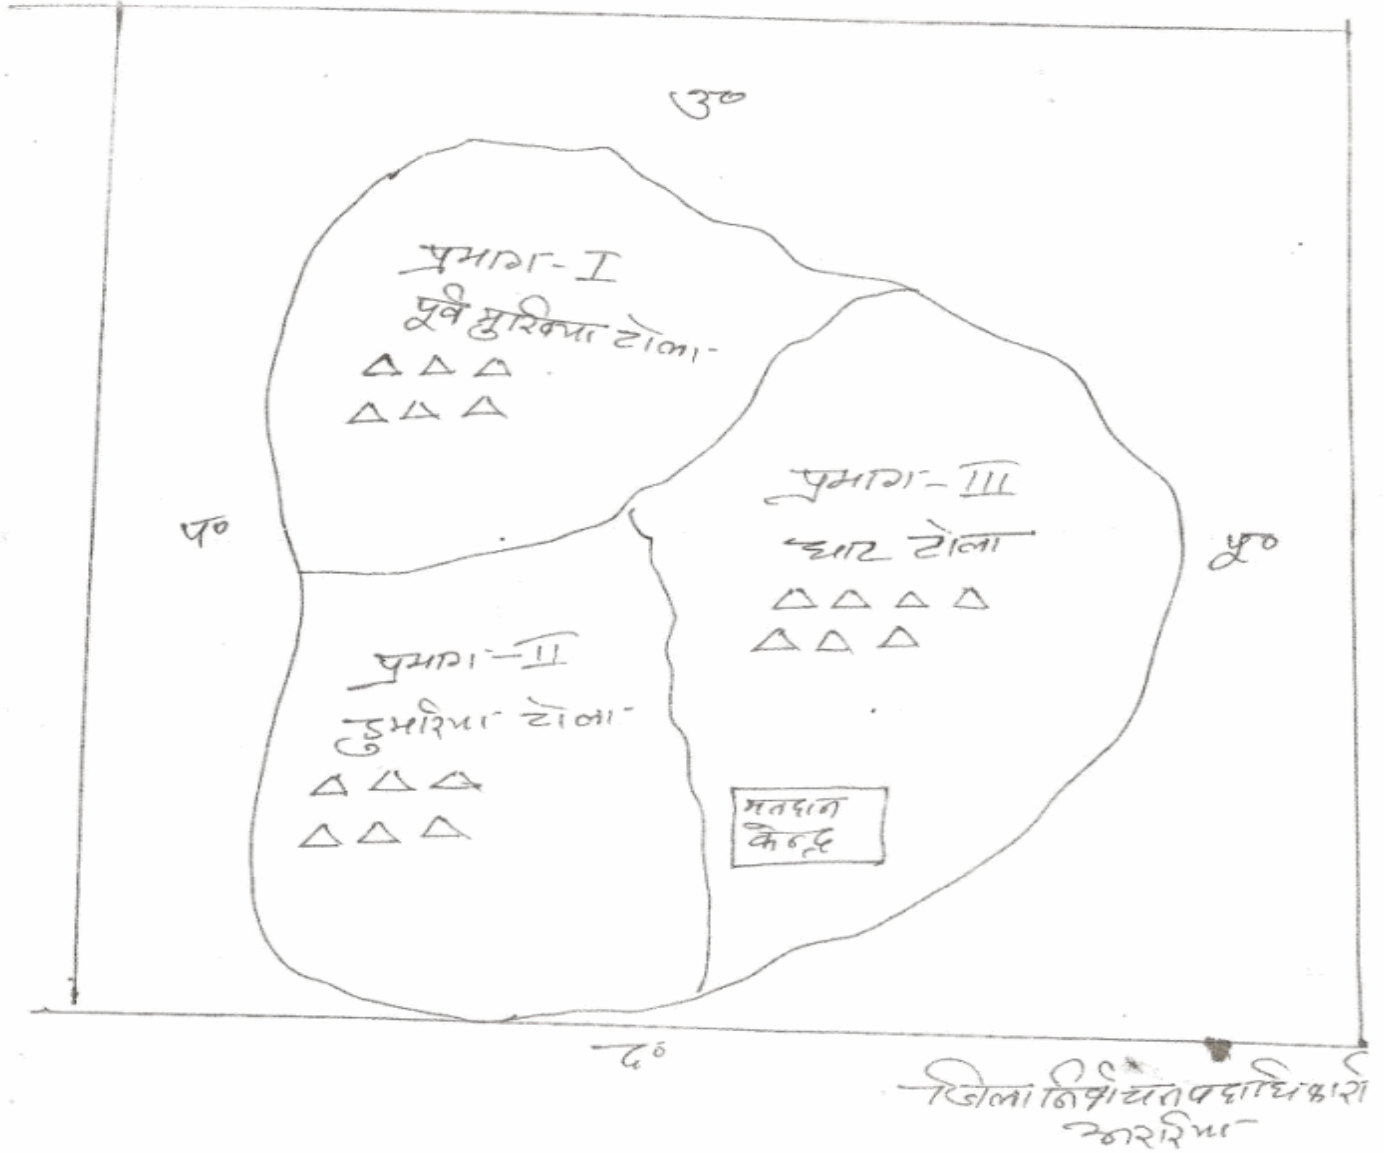 उ०
प्रभाग-I
पूर्व मुखिया टोला
प०
प्रभाग-III
घाट टोला
पू०
प्रभाग-II
डुमरिया टोला
मतदान
केन्द्र
द०
जिला निर्वाचन पदाधिकारी
अररिया